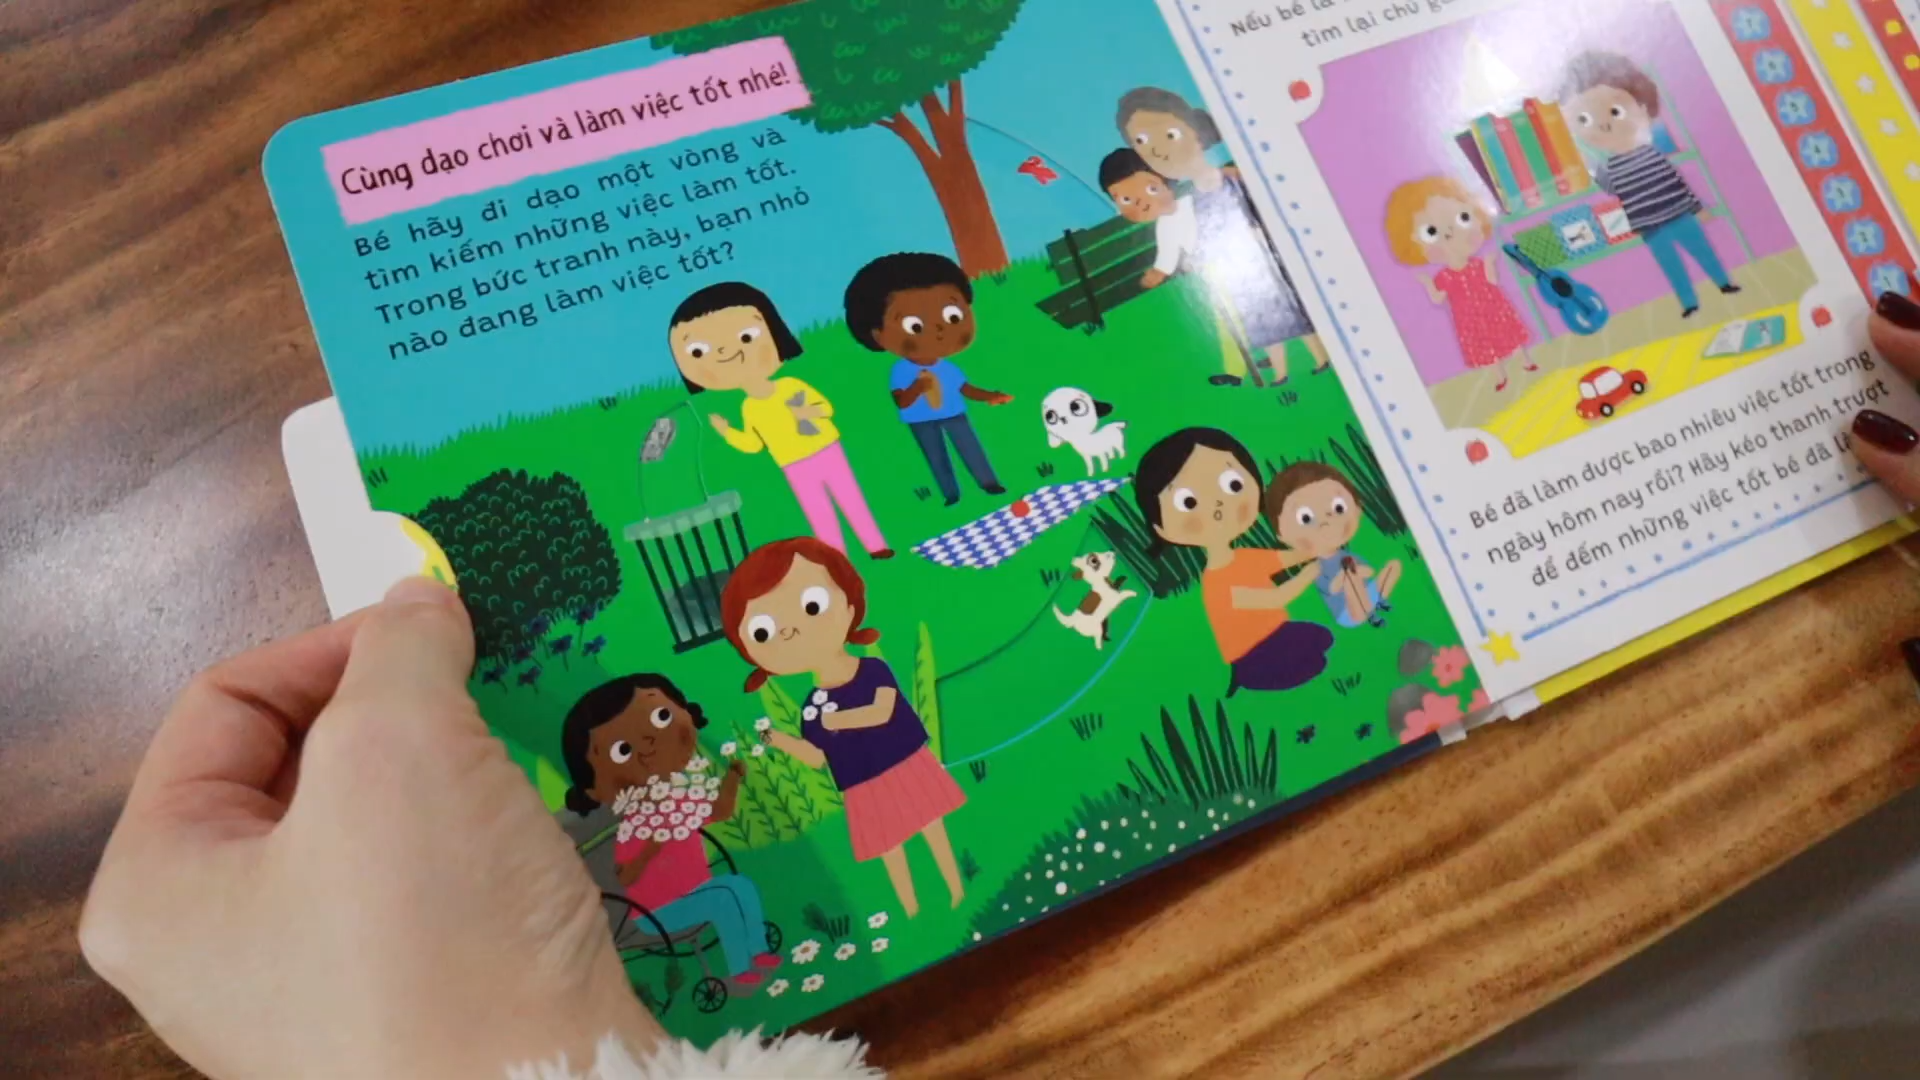 Cùng dạo chơi và làm việc tốt nhé!
Bé hãy đi dạo một vòng và
tìm kiếm những việc làm tốt.
Trong bức tranh này, bạn nhỏ
nào đang làm việc tốt?
Nếu bé là
tìm lại chú
Bé đã làm được bao nhiêu việc tốt trong
ngày hôm nay rồi? Hãy kéo thanh trượt
để đếm những việc tốt bé đã